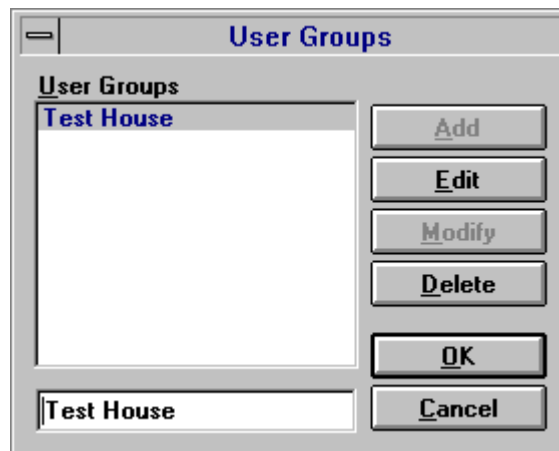 User Groups
User Groups
Test House
Add
Edit
Modify
Delete
OK
Cancel
Test House